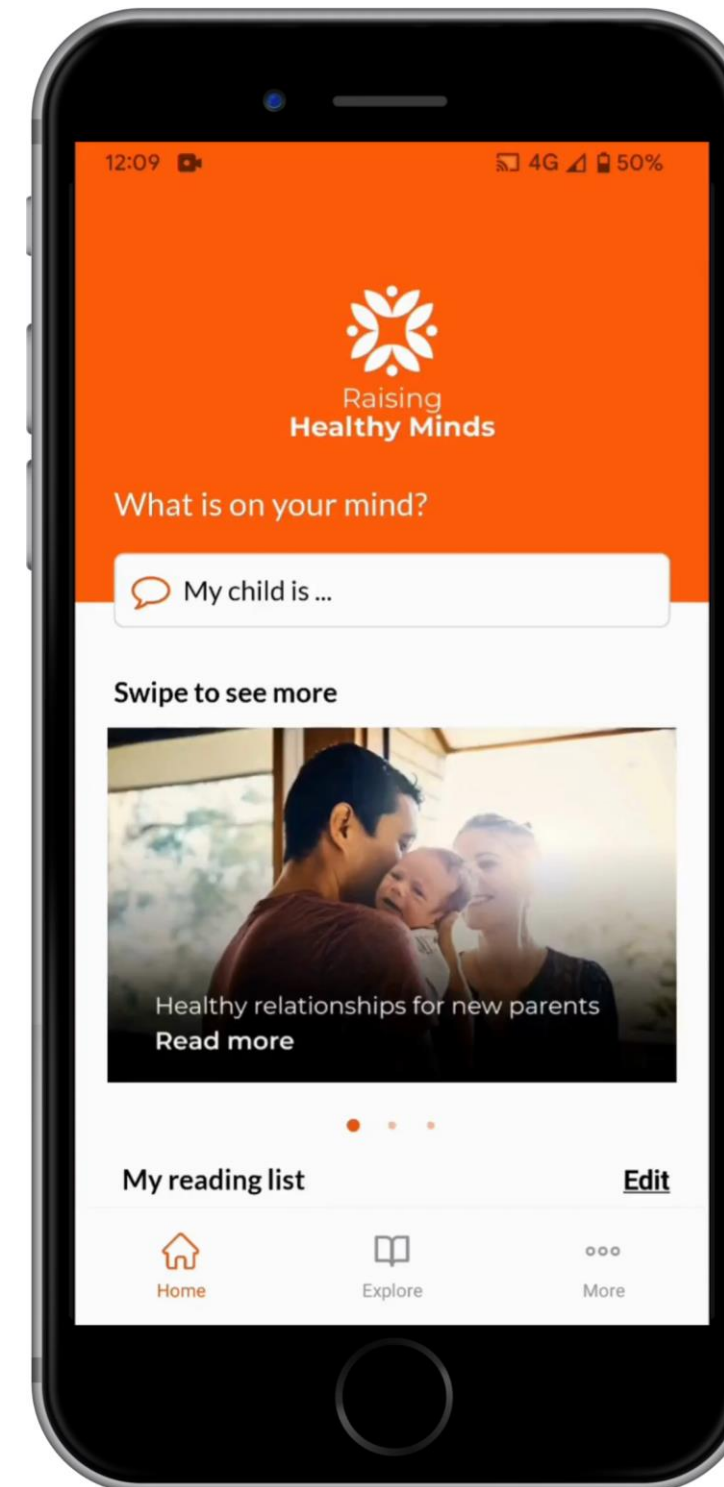 12:09 4G 50%
Raising
Healthy Minds
What is on your mind?
My child is ...
Swipe to see more
Healthy relationships for new parents
Read more
My reading list Edit
Home Explore More